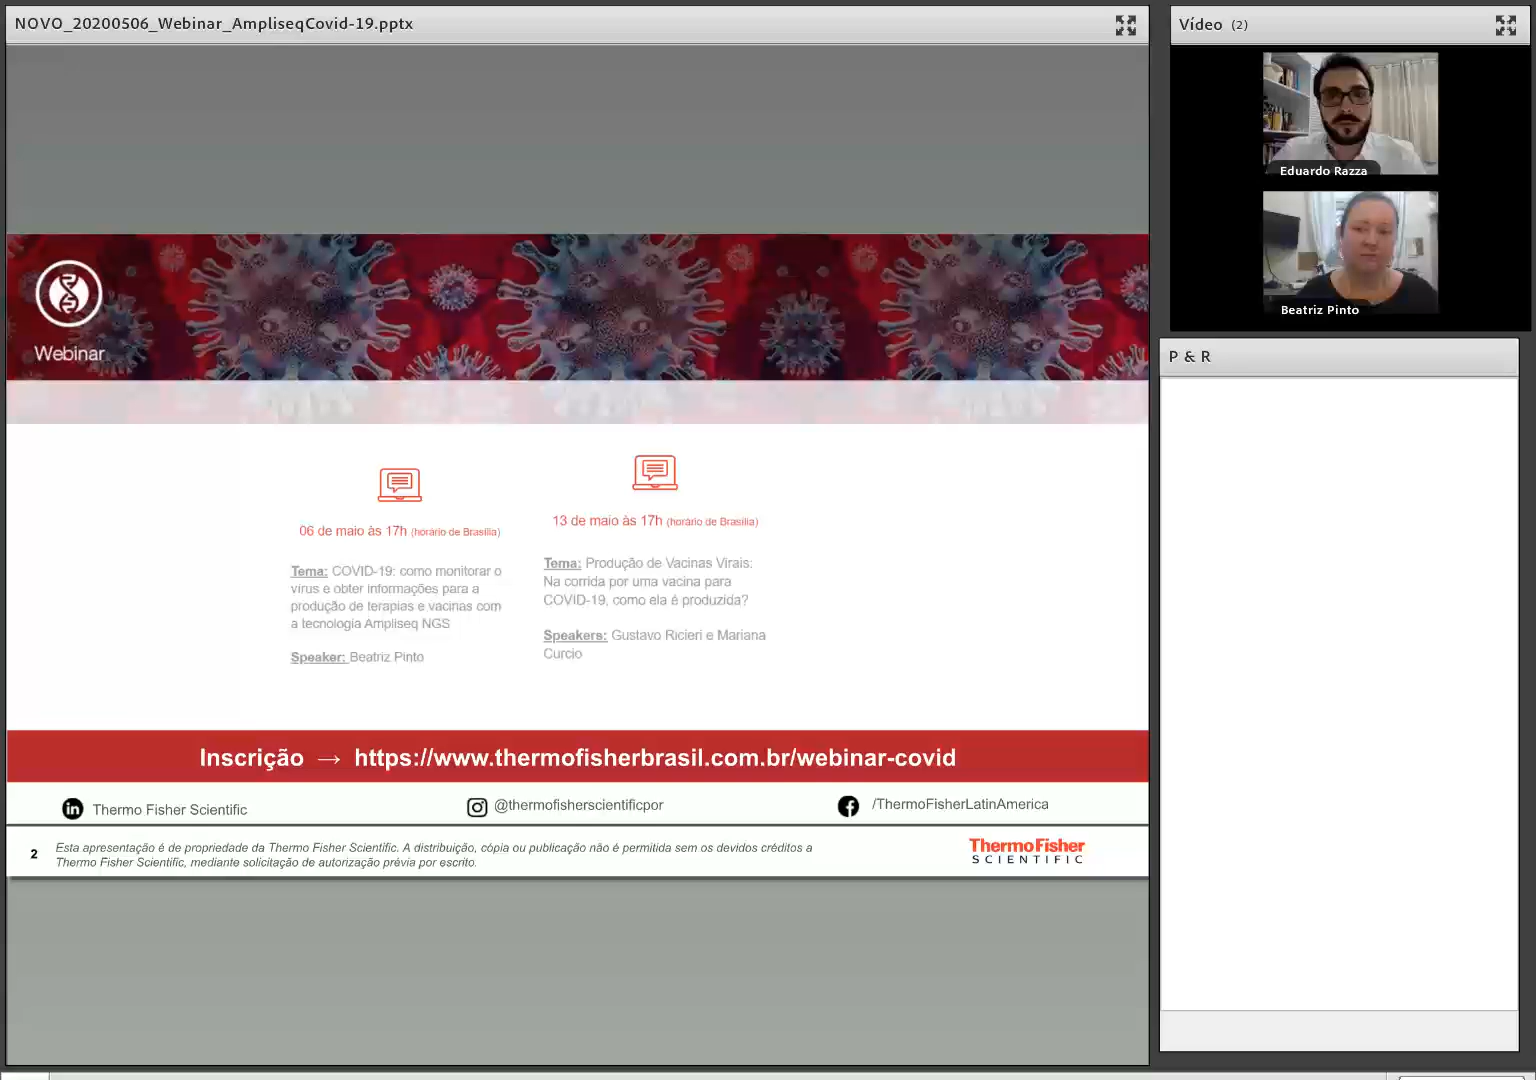 NOVO_20200506_Webinar_AmpliseqCovid-19.pptx
Vídeo (2)
Eduardo Razza
Beatriz Pinto
P & R
Webinar
06 de maio às 17h (horário de Brasília)
Tema: COVID-19: como monitorar o
vírus e obter informações para a
produção de terapias e vacinas com
a tecnologia Ampliseq NGS
Speaker: Beatriz Pinto
13 de maio às 17h (horário de Brasília)
Tema: Produção de Vacinas Virais:
Na corrida por uma vacina para
COVID-19, como ela é produzida?
Speakers: Gustavo Ricieri e Mariana
Curcio
Inscrição → https://www.thermofisherbrasil.com.br/webinar-covid
Thermo Fisher Scientific
@thermofisherscientificpor
/ThermoFisherLatinAmerica
2
Esta apresentação é de propriedade da Thermo Fisher Scientific. A distribuição, cópia ou publicação não é permitida sem os devidos créditos a
Thermo Fisher Scientific, mediante solicitação de autorização prévia por escrito.
ThermoFisher
SCIENTIFIC